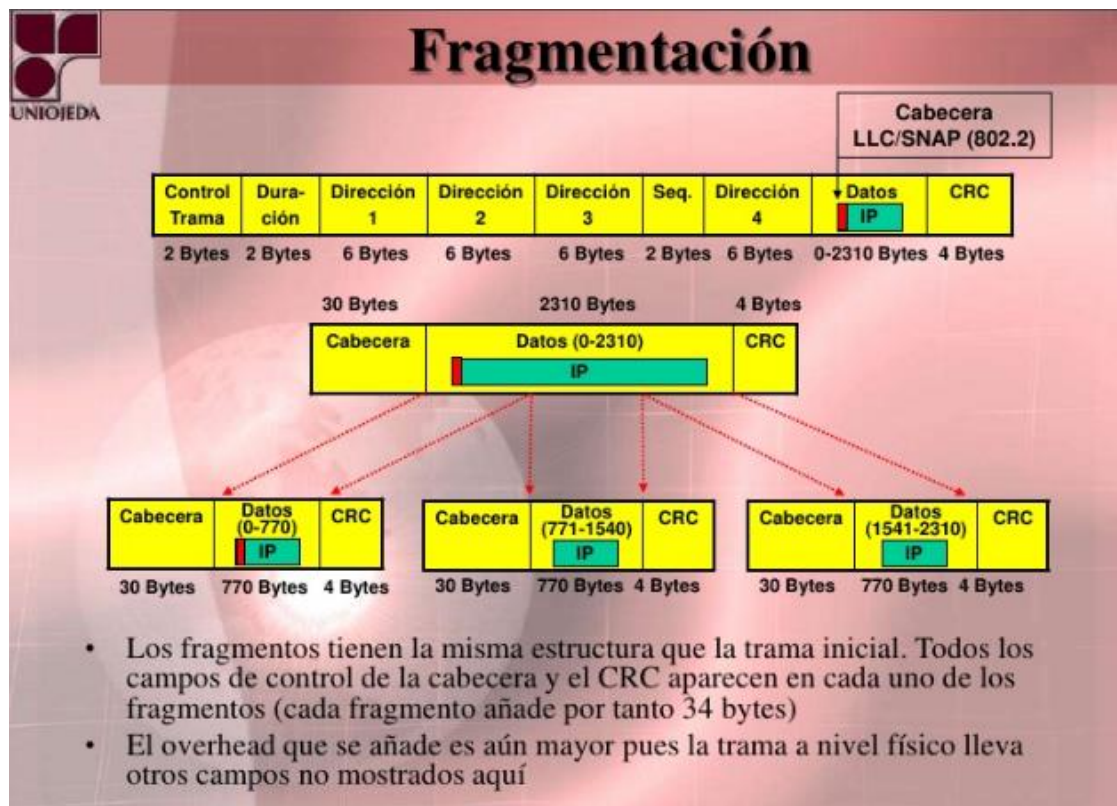 UNIOJEDA
Fragmentación
Cabecera
LLC/SNAP (802.2)
Control Trama Dura-ción Dirección 1 Dirección 2 Dirección 3 Seq. Dirección 4 Datos IP CRC
2 Bytes 2 Bytes 6 Bytes 6 Bytes 6 Bytes 2 Bytes 6 Bytes 0-2310 Bytes 4 Bytes
30 Bytes 2310 Bytes 4 Bytes
Cabecera Datos (0-2310) CRC
IP
Cabecera Datos (0-770) IP CRC
Cabecera Datos (771-1540) IP CRC
Cabecera Datos (1541-2310) IP CRC
30 Bytes 770 Bytes 4 Bytes 30 Bytes 770 Bytes 4 Bytes 30 Bytes 770 Bytes 4 Bytes
• Los fragmentos tienen la misma estructura que la trama inicial. Todos los
campos de control de la cabecera y el CRC aparecen en cada uno de los
fragmentos (cada fragmento añade por tanto 34 bytes)
• El overhead que se añade es aún mayor pues la trama a nivel físico lleva
otros campos no mostrados aquí